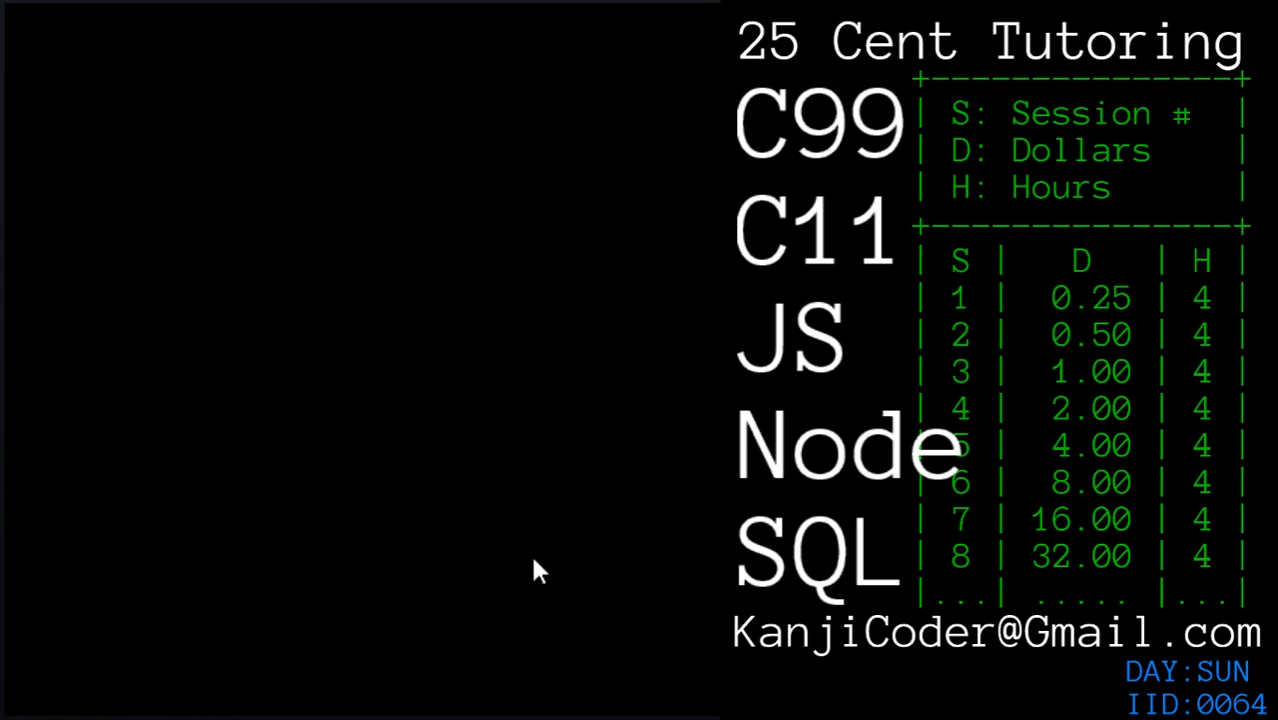 25 Cent Tutoring
C99
C11
JS
Node
SQL
+----------------+
| S: Session # |
| D: Dollars |
| H: Hours |
+----------------+
| S | D | H |
| 1 | 0.25 | 4 |
| 2 | 0.50 | 4 |
| 3 | 1.00 | 4 |
| 4 | 2.00 | 4 |
| 5 | 4.00 | 4 |
| 6 | 8.00 | 4 |
| 7 | 16.00 | 4 |
| 8 | 32.00 | 4 |
|...| ..... |...|
KanjiCoder@Gmail.com
DAY:SUN
IID:0064